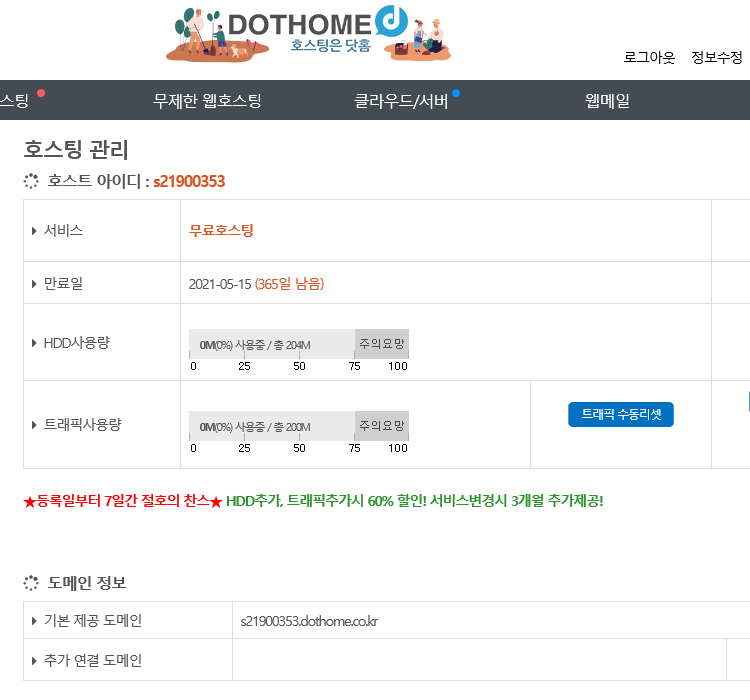 DOTHOME
호스팅은 닷홈
로그아웃 정보수정
스팅 무제한 웹호스팅 클라우드/서버 웹메일
호스팅 관리
호스트 아이디 : s21900353
서비스 무료호스팅
만료일 2021-05-15 (365일 남음)
HDD사용량 0M(0%) 사용중 / 총 204M 주의요망
0 25 50 75 100
트래픽사용량 0M(0%) 사용중 / 총 200M 주의요망 트래픽 수동리셋
0 25 50 75 100
★등록일부터 7일간 절호의 찬스★ HDD추가, 트래픽추가시 60% 할인! 서비스변경시 3개월 추가제공!
도메인 정보
기본 제공 도메인 s21900353.dothome.co.kr
추가 연결 도메인